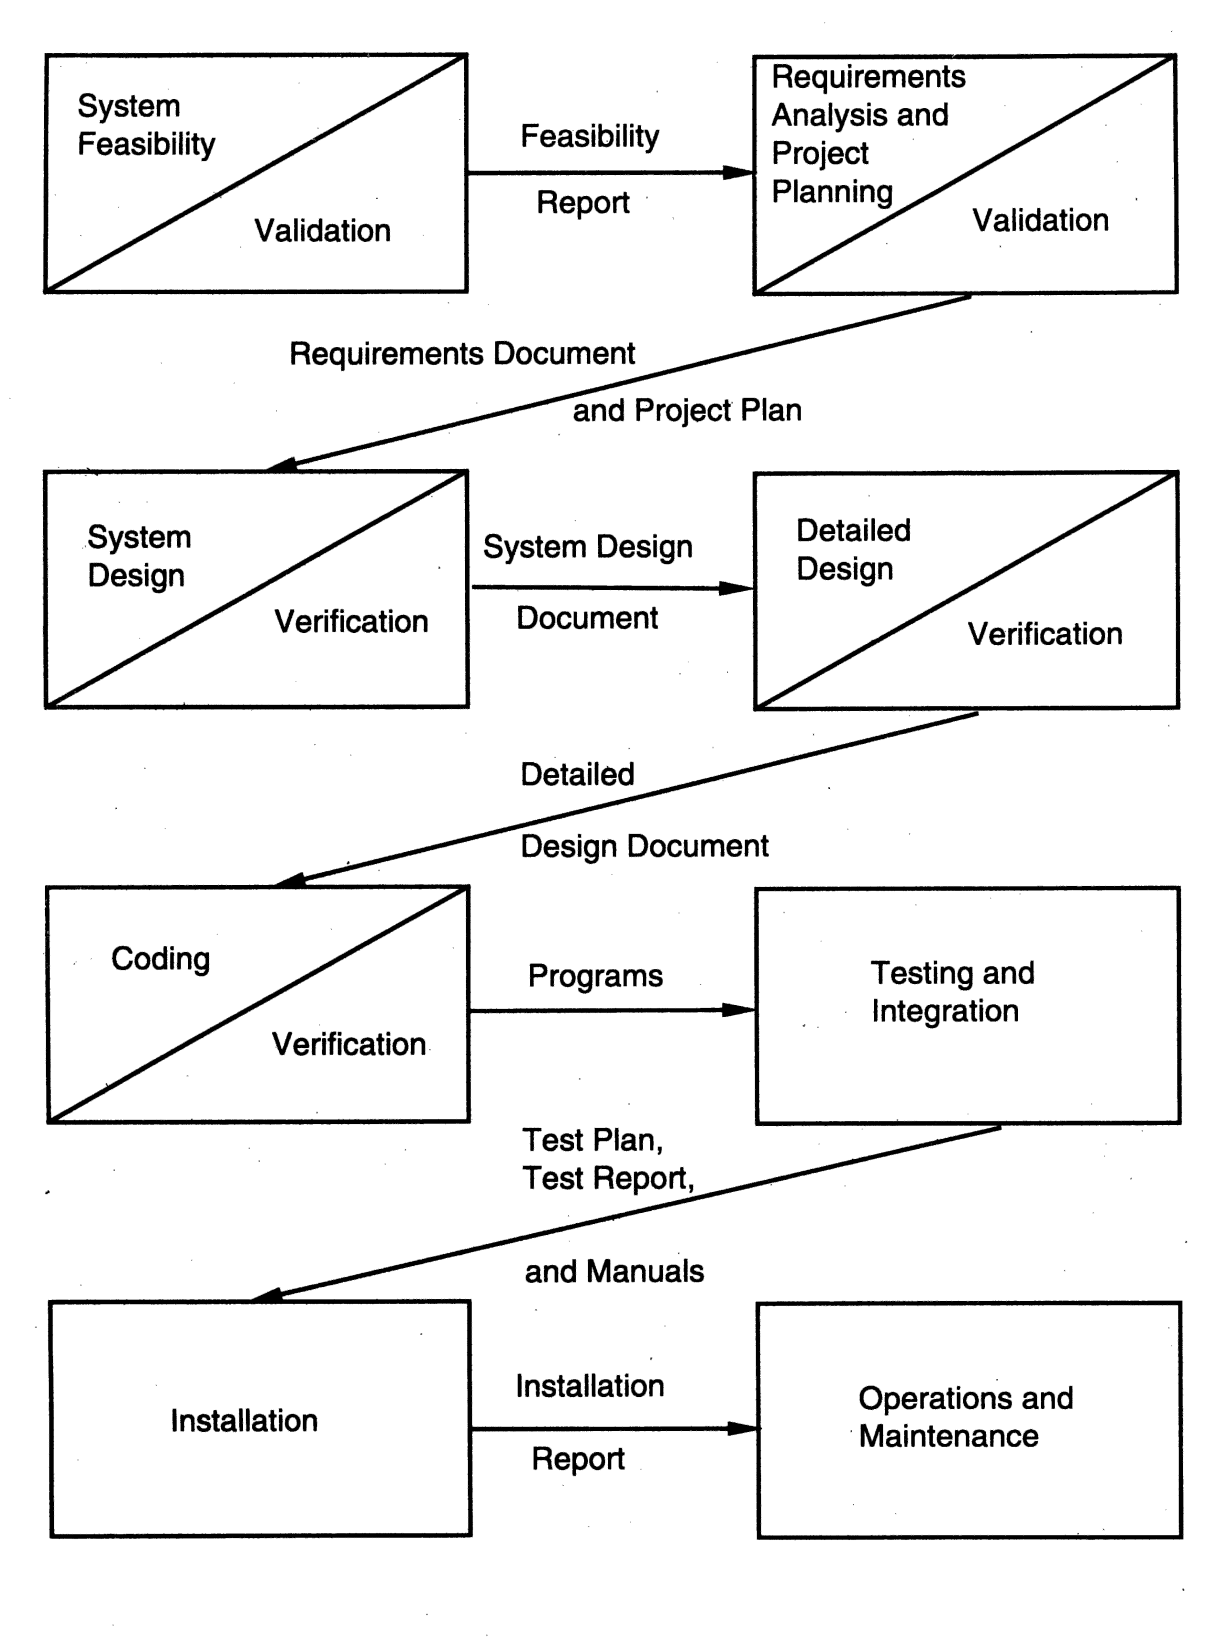 System
Feasibility
Validation
Feasibility
Report
Requirements
Analysis and
Project
Planning
Validation
Requirements Document
and Project Plan
System
Design
Verification
System Design
Document
Detailed
Design
Verification
Detailed
Design Document
Coding
Verification
Programs
Testing and
Integration
Test Plan,
Test Report,
and Manuals
Installation
Installation
Report
Operations and
Maintenance